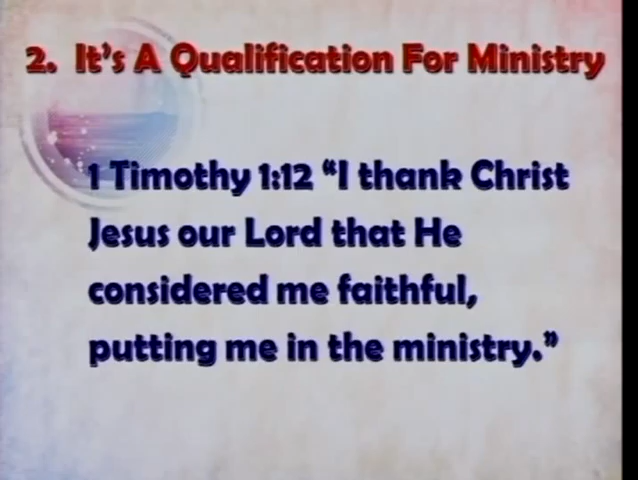 2. It's A Qualification For Ministry
1 Timothy 1:12 “I thank Christ
Jesus our Lord that He
considered me faithful,
putting me in the ministry.”